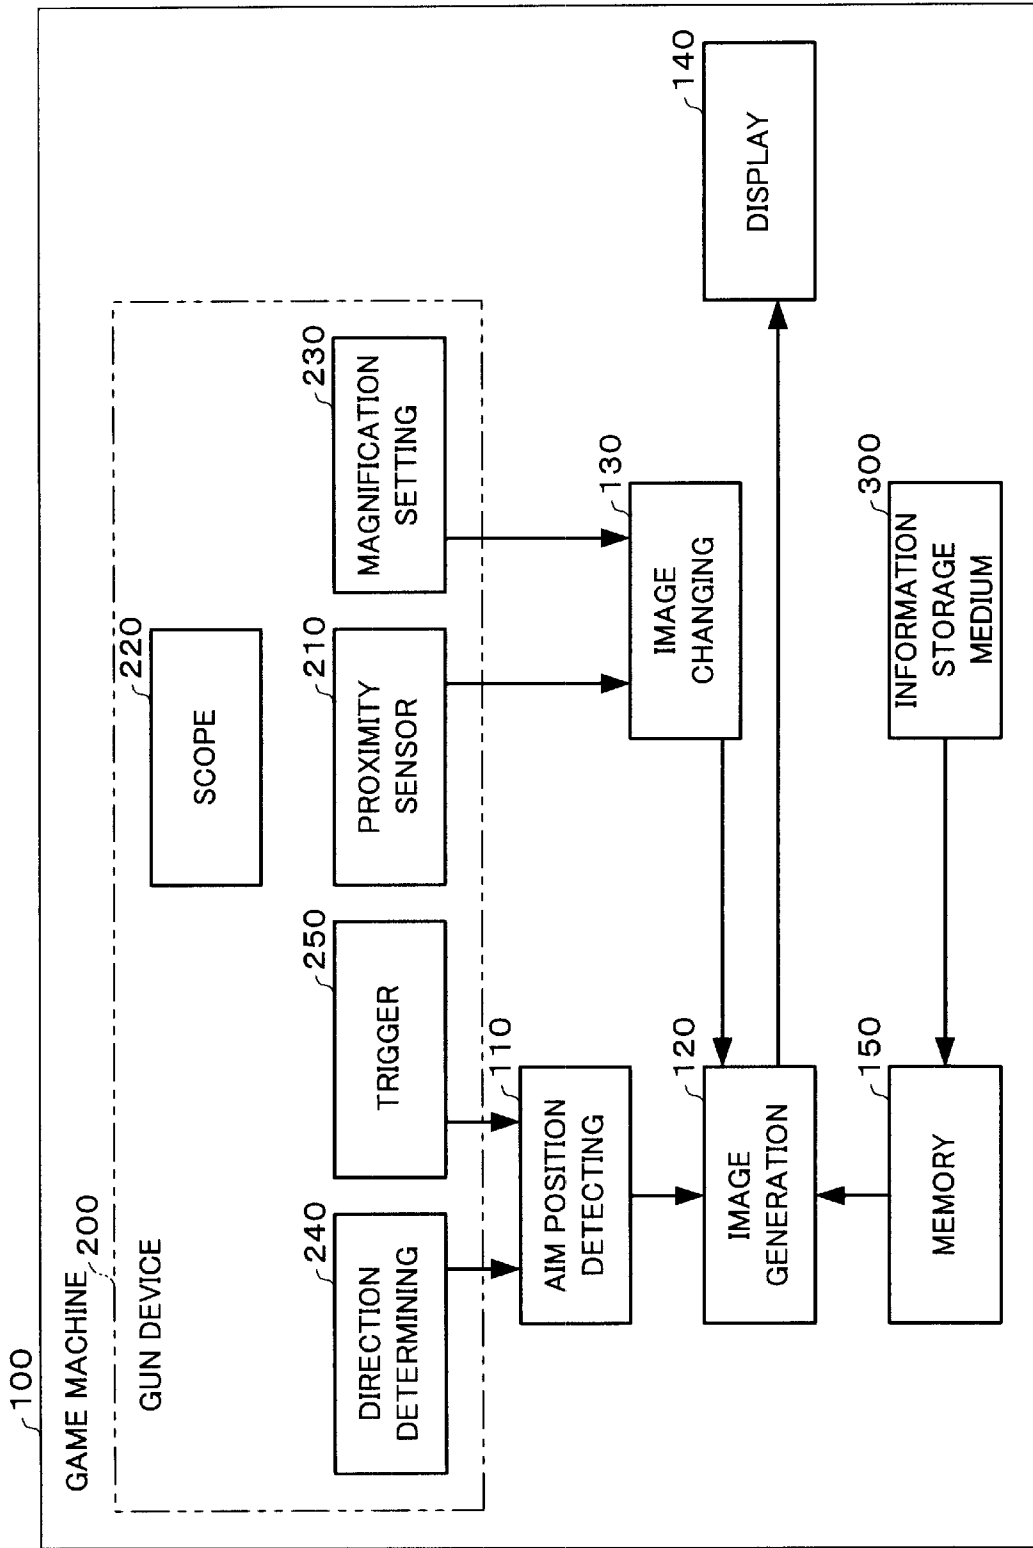 100
GAME MACHINE
200
GUN DEVICE
220
SCOPE
240
DIRECTION
DETERMINING
250
TRIGGER
210
PROXIMITY
SENSOR
230
MAGNIFICATION
SETTING
110
AIM POSITION
DETECTING
130
IMAGE
CHANGING
120
IMAGE
GENERATION
140
DISPLAY
150
MEMORY
300
INFORMATION
STORAGE
MEDIUM